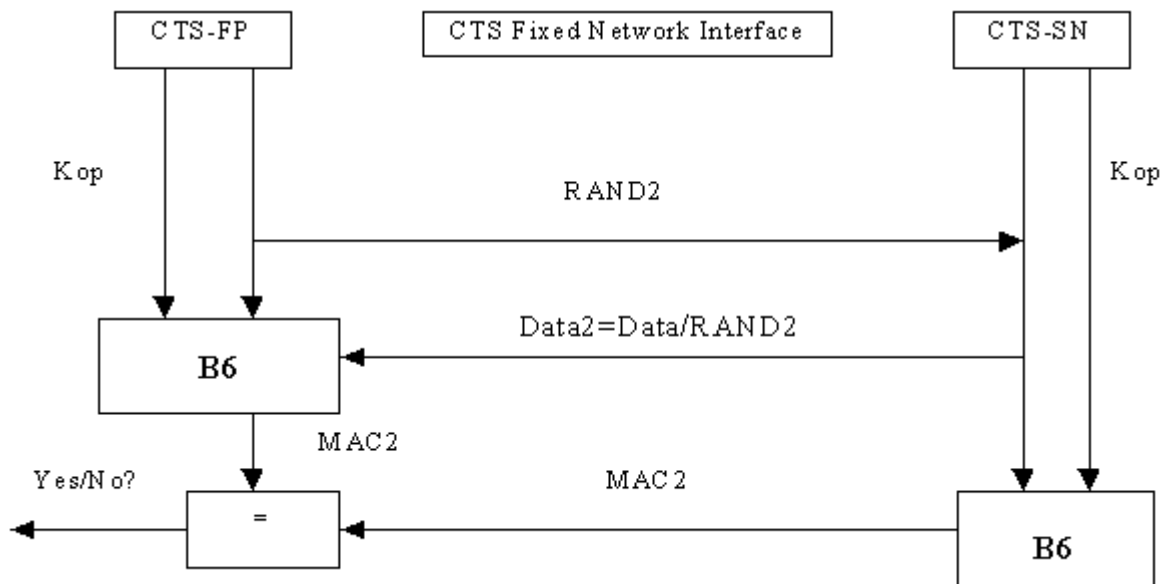 CTS-FP
CTS Fixed Network Interface
CTS-SN
Kop
Kop
RAND2
Data2=Data/RAND2
B6
MAC2
Yes/No?
MAC2
=
B6